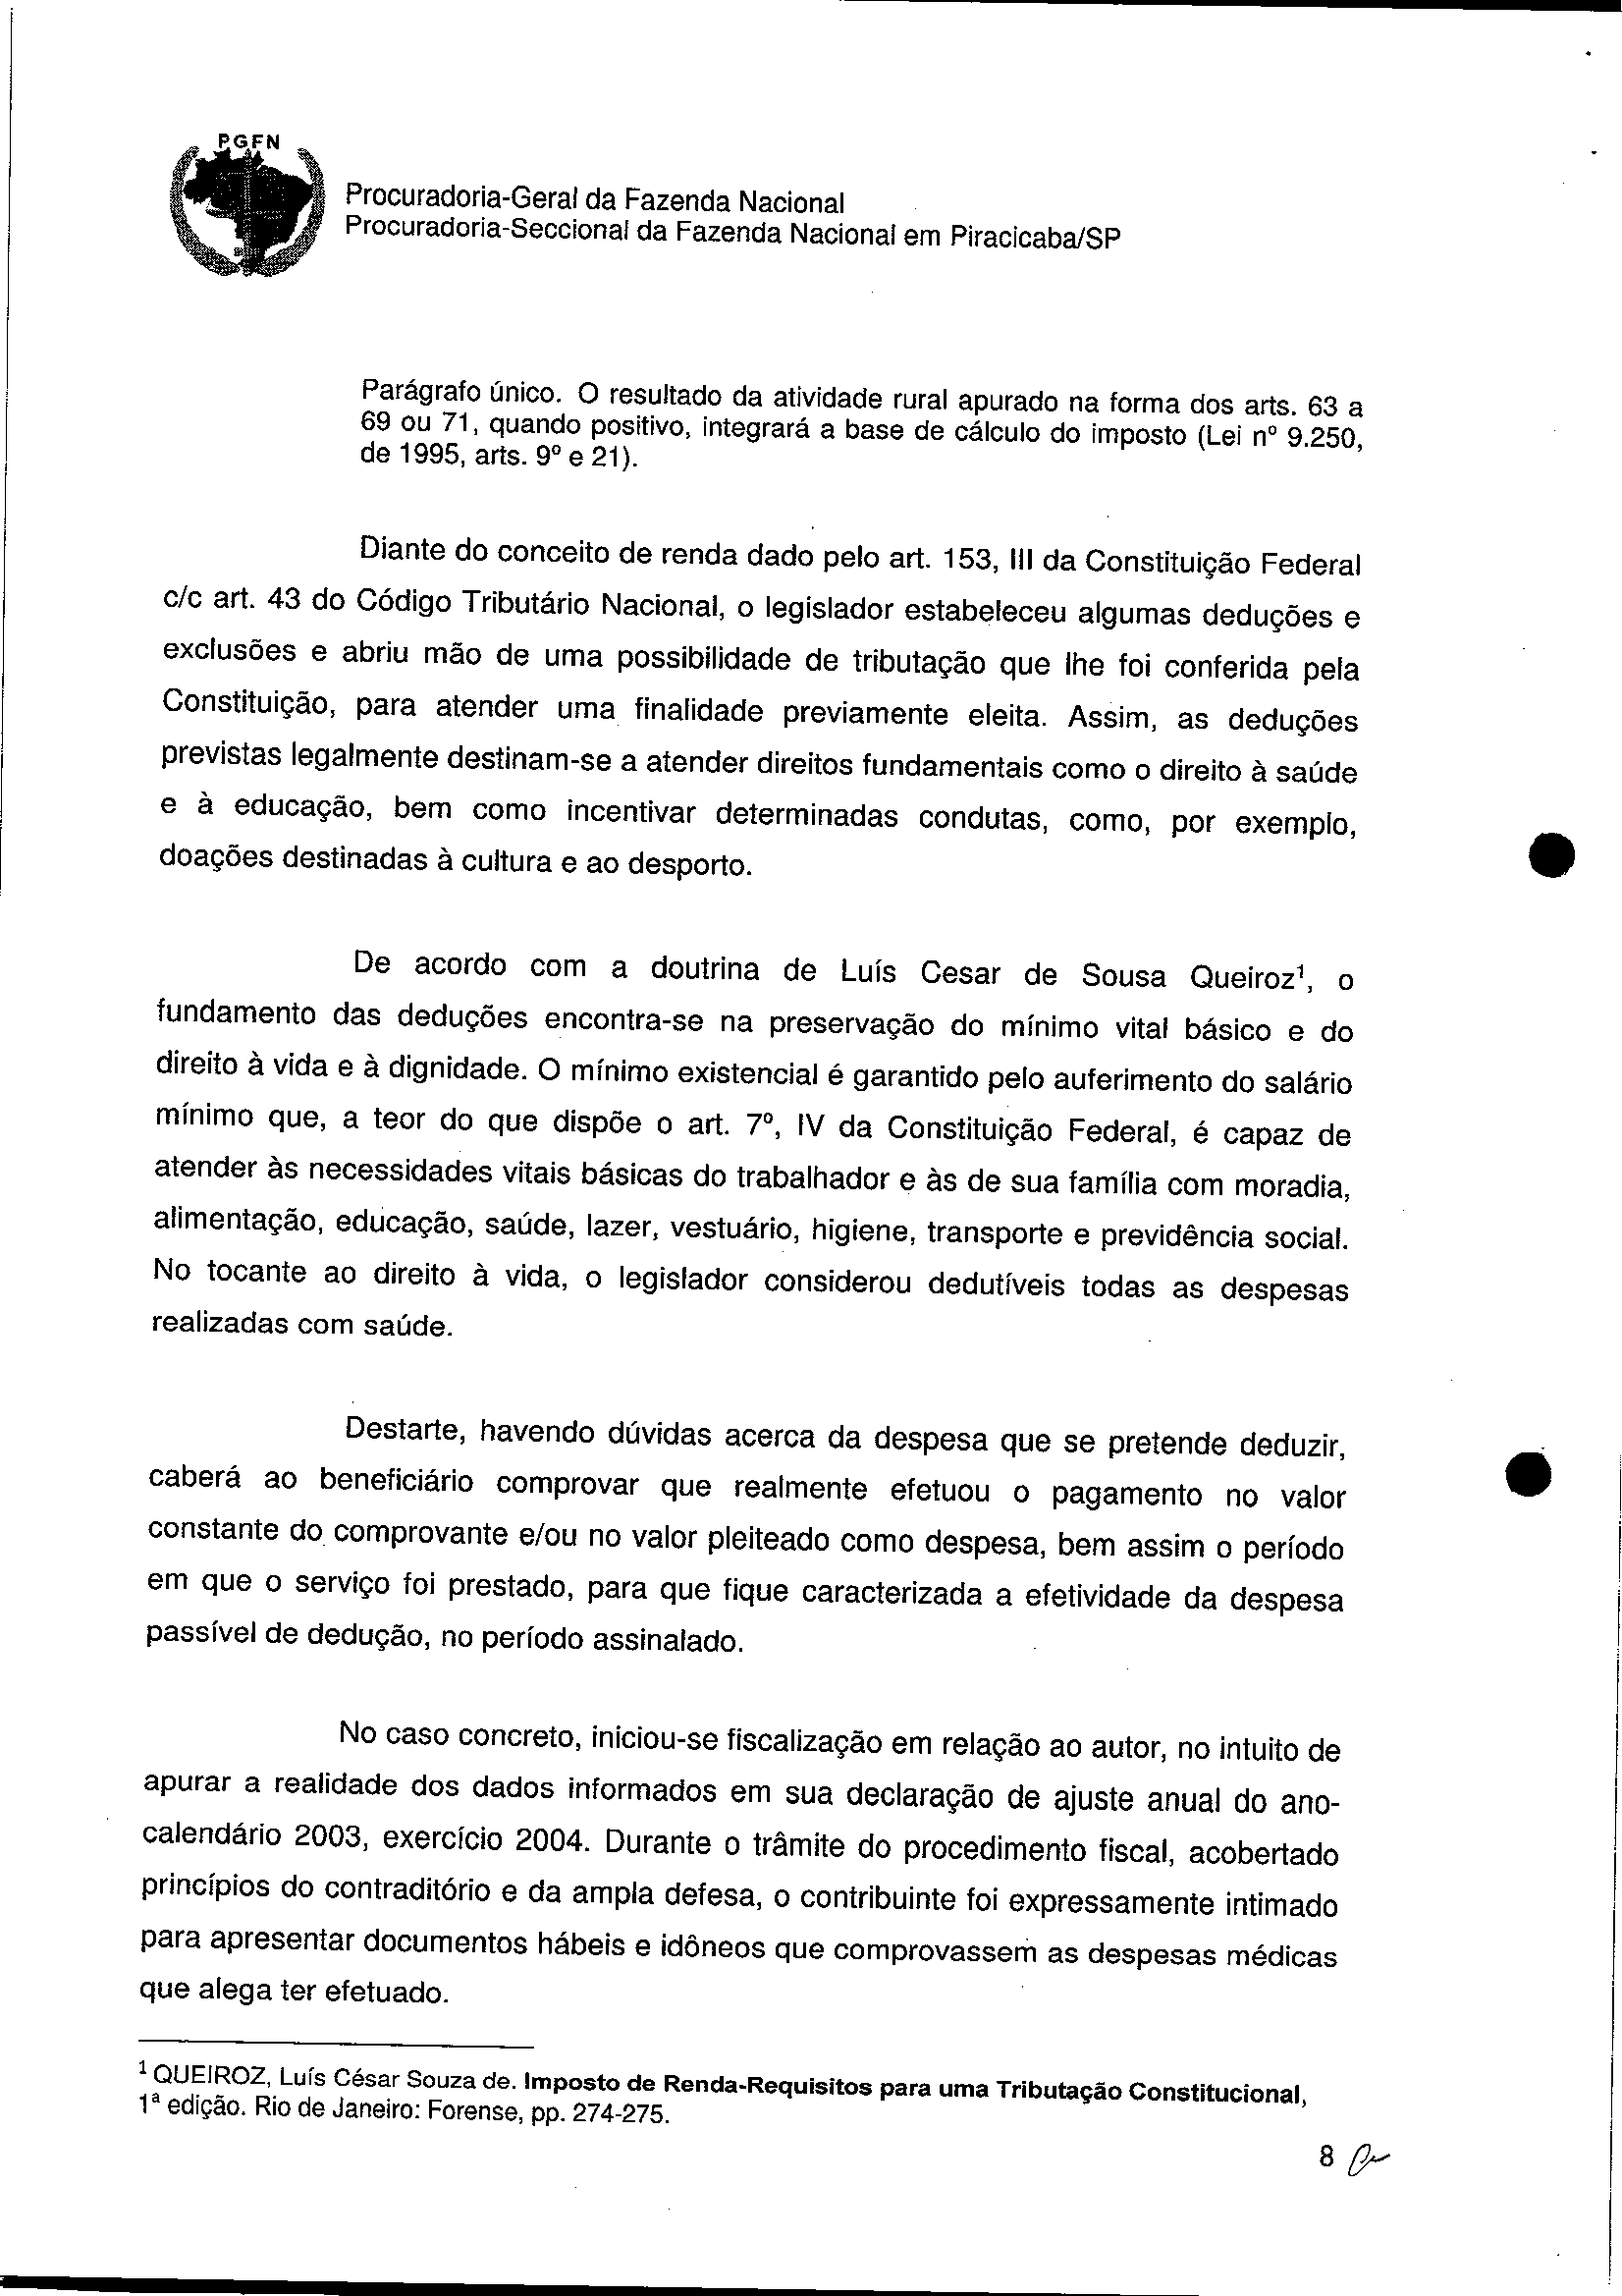 PGFN
Procuradoria-Geral da Fazenda Nacional
Procuradoria-Seccional da Fazenda Nacional em Piracicaba/SP
Parágrafo único. O resultado da atividade rural apurado na forma dos arts. 63 a
69 ou 71, quando positivo, integrará a base de cálculo do imposto (Lei nº 9.250,
de 1995, arts. 9º e 21).
Diante do conceito de renda dado pelo art. 153, III da Constituição Federal
c/c art. 43 do Código Tributário Nacional, o legislador estabeleceu algumas deduções e
exclusões e abriu mão de uma possibilidade de tributação que lhe foi conferida pela
Constituição, para atender uma finalidade previamente eleita. Assim, as deduções
previstas legalmente destinam-se a atender direitos fundamentais como o direito à saúde
e à educação, bem como incentivar determinadas condutas, como, por exemplo,
doações destinadas à cultura e ao desporto.
De acordo com a doutrina de Luís Cesar de Sousa Queiroz¹, o
fundamento das deduções encontra-se na preservação do mínimo vital básico e do
direito à vida e à dignidade. O mínimo existencial é garantido pelo auferimento do salário
mínimo que, a teor do que dispõe o art. 7º, IV da Constituição Federal, é capaz de
atender às necessidades vitais básicas do trabalhador e às de sua família com moradia,
alimentação, educação, saúde, lazer, vestuário, higiene, transporte e previdência social.
No tocante ao direito à vida, o legislador considerou dedutíveis todas as despesas
realizadas com saúde.
Destarte, havendo dúvidas acerca da despesa que se pretende deduzir,
caberá ao beneficiário comprovar que realmente efetuou o pagamento no valor
constante do comprovante e/ou no valor pleiteado como despesa, bem assim o período
em que o serviço foi prestado, para que fique caracterizada a efetividade da despesa
passível de dedução, no período assinalado.
No caso concreto, iniciou-se fiscalização em relação ao autor, no intuito de
apurar a realidade dos dados informados em sua declaração de ajuste anual do ano-
calendário 2003, exercício 2004. Durante o trâmite do procedimento fiscal, acobertado
princípios do contraditório e da ampla defesa, o contribuinte foi expressamente intimado
para apresentar documentos hábeis e idôneos que comprovassem as despesas médicas
que alega ter efetuado.
¹ QUEIROZ, Luís César Souza de. Imposto de Renda-Requisitos para uma Tributação Constitucional,
1ª edição. Rio de Janeiro: Forense, pp. 274-275.
8